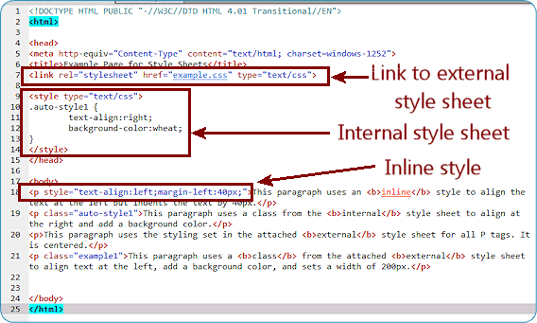 1 <!DOCTYPE HTML PUBLIC "-//W3C//DTD HTML 4.01 Transitional//EN">
2 <html>
3
4 <head>
5 <meta http-equiv="Content-Type" content="text/html; charset=windows-1252">
6 <title>Example Page for Style Sheets</title>
7 <link rel="stylesheet" href="example.css" type="text/css">
8
9 <style type="text/css">
10 .auto-style1 {
11 text-align:right;
12 background-color:wheat;
13 }
14 </style>
15 </head>
16
17 <body>
18 <p style="text-align:left;margin-left:40px;">This paragraph uses an <b>inline</b> style to align the
text at the left but indents the text by 40px.</p>
19 <p class="auto-style1">This paragraph uses a class from the <b>internal</b> style sheet to align at
the right and add a background color.</p>
20 <p>This paragraph uses the styling set in the attached <b>external</b> style sheet for all P tags. It
is centered.</p>
21 <p class="example1">This paragraph uses a <b>class</b> from the attached <b>external</b> style sheet
to align text at the left, add a background color, and sets a width of 200px.</p>
22
23
24 </body>
25 </html>
Link to external
style sheet
Internal style sheet
Inline style